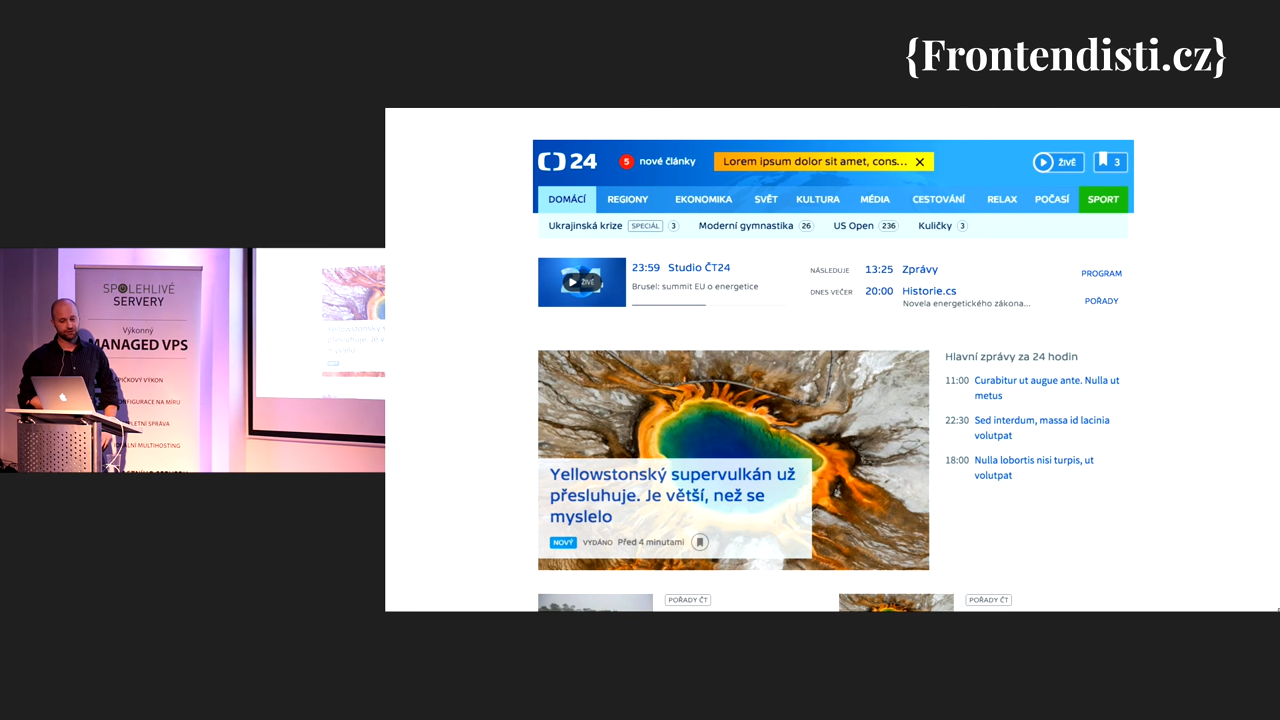 {Frontendisti.cz}
24
5 nové články
Lorem ipsum dolor sit amet, cons...
ŽIVĚ
3
DOMÁCÍ REGIONY EKONOMIKA SVĚT KULTURA MÉDIA CESTOVÁNÍ RELAX POČASÍ SPORT
Ukrajinská krize SPECIÁL 3 Moderní gymnastika 26 US Open 236 Kuličky 3
ŽIVĚ
23:59 Studio ČT24
Brusel: summit EU o energetice
NÁSLEDUJE 13:25 Zprávy
DNES VEČER 20:00 Historie.cs
Novela energetického zákona...
PROGRAM
POŘADY
Yellowstonský supervulkán už
přesluhuje. Je větší, než se
myslelo
NOVÝ VYDÁNO Před 4 minutami
Hlavní zprávy za 24 hodin
11:00 Curabitur ut augue ante. Nulla ut
metus
22:30 Sed interdum, massa id lacinia
volutpat
18:00 Nulla lobortis nisi turpis, ut
volutpat
POŘADY ČT
POŘADY ČT
SPOLEHLIVÉ
SERVERY
Výkonný
MANAGED VPS